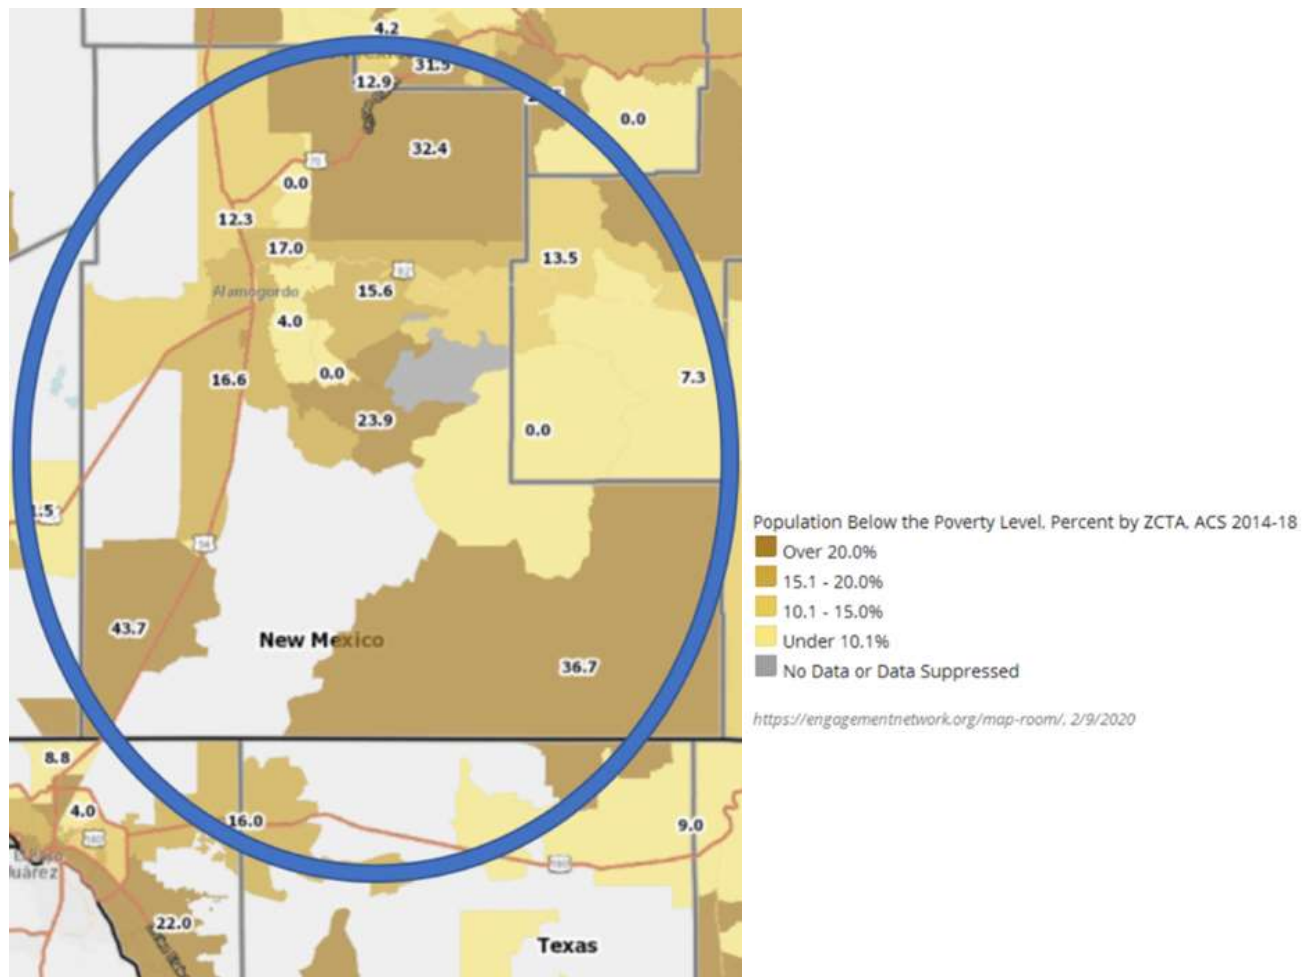 4.2
31.5
12.9
0.0
32.4
70
0.0
12.3
17.0
13.5
82
Alamogordo
15.6
4.0
7.3
0.0
16.6
23.9
0.0
Population Below the Poverty Level, Percent by ZCTA, ACS 2014-18
Over 20.0%
15.1 - 20.0%
10.1 - 15.0%
Under 10.1%
No Data or Data Suppressed
54
43.7
New Mexico
36.7
https://engagementnetwork.org/map-room/, 2/9/2020
8.8
4.0
16.0
9.0
180
22.0
Texas